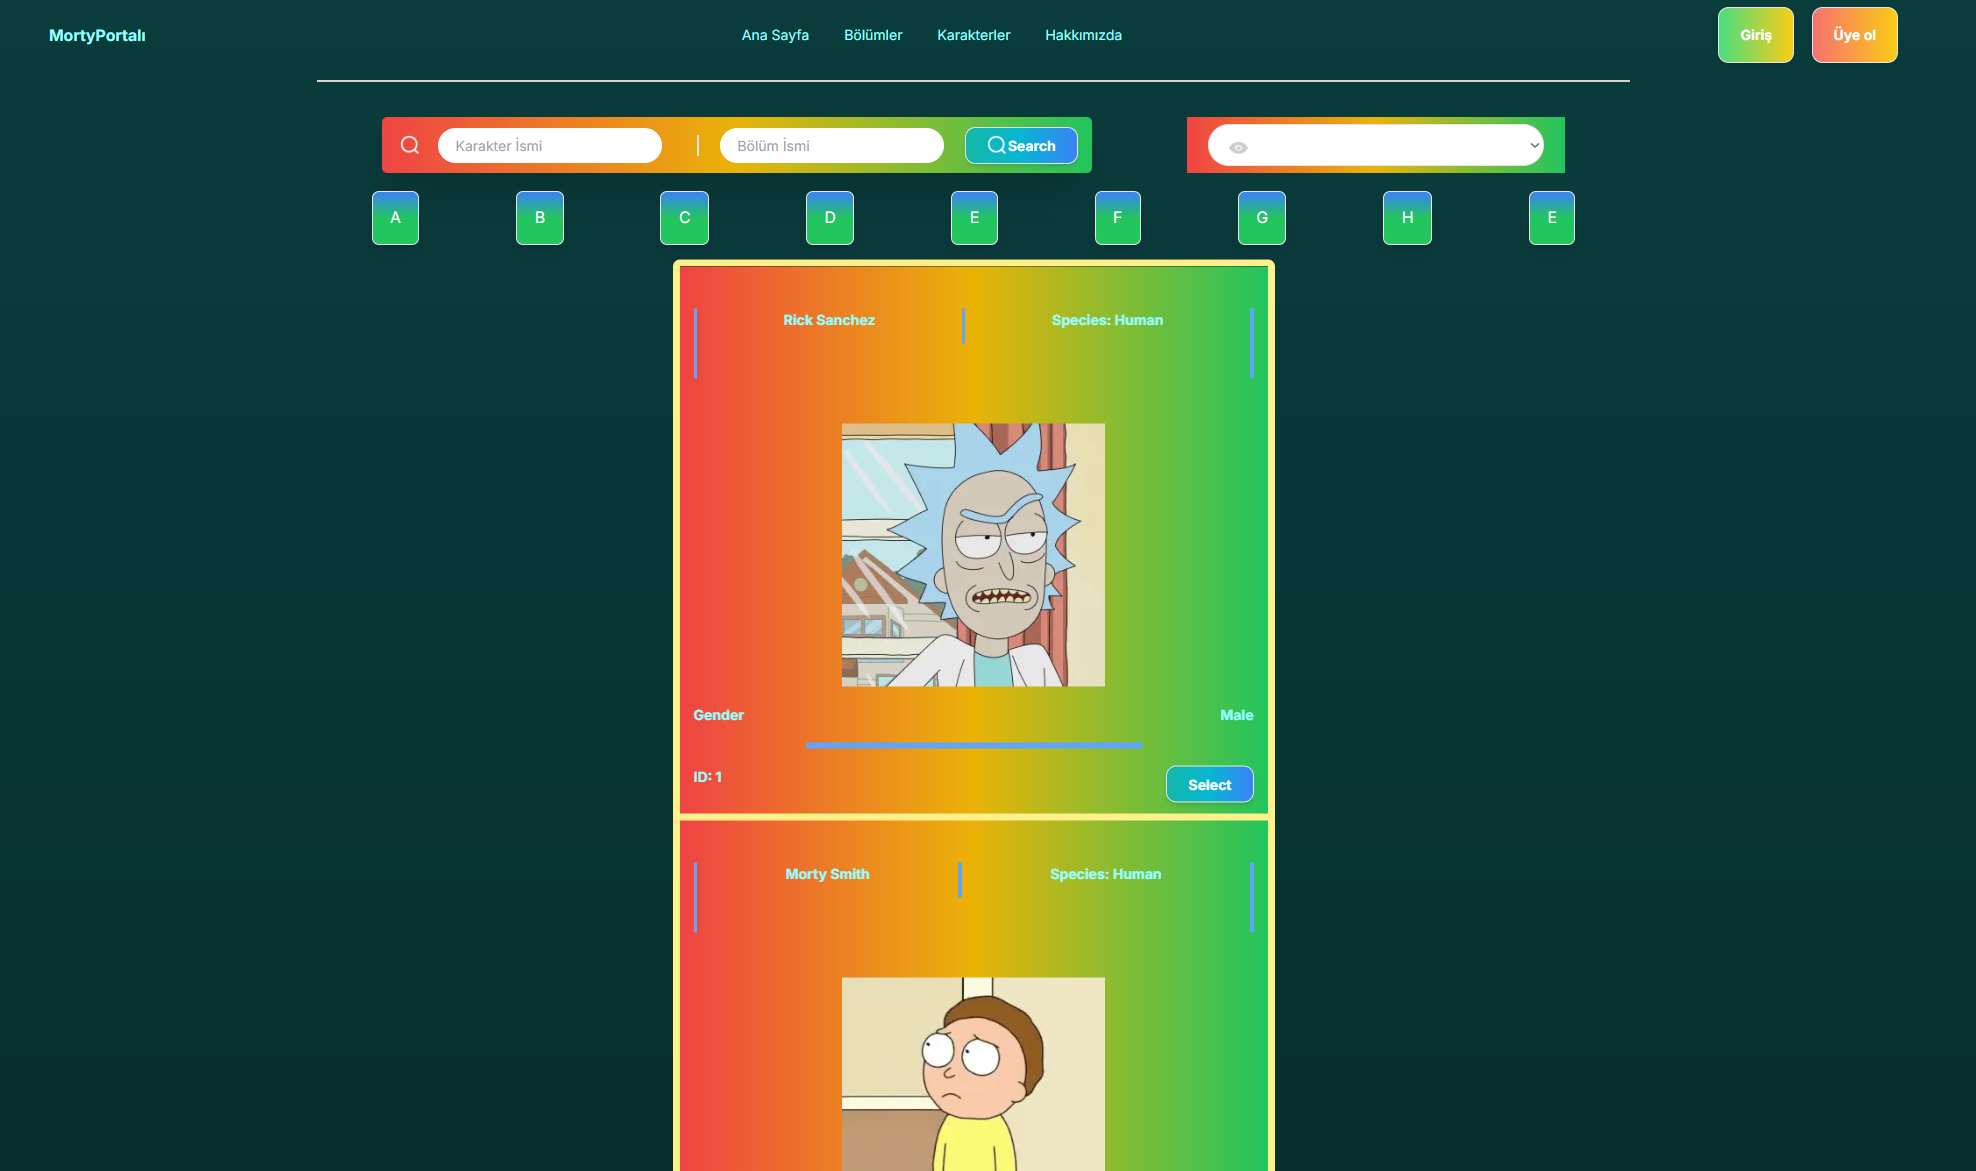 MortyPortalı
Ana Sayfa Bölümler Karakterler Hakkımızda
Giriş Üye ol
Karakter İsmi | Bölüm İsmi Search
A B C D E F G H E
Rick Sanchez Species: Human
Gender Male
ID: 1 Select
Morty Smith Species: Human